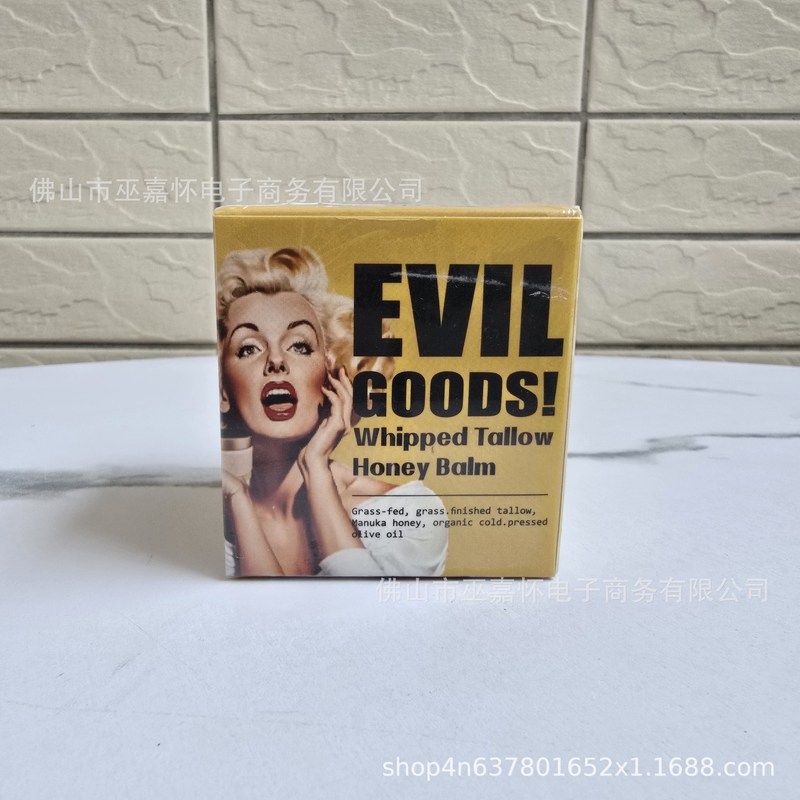 佛山市巫嘉怀电子商务有限公司
EVIL
GOODS!
Whipped Tallow
Honey Balm
Grass-fed, grass.finished tallow,
Manuka honey, organic cold.pressed
olive oil
佛山市巫嘉怀电子商务有限公司
shop4n637801652x1.1688.com